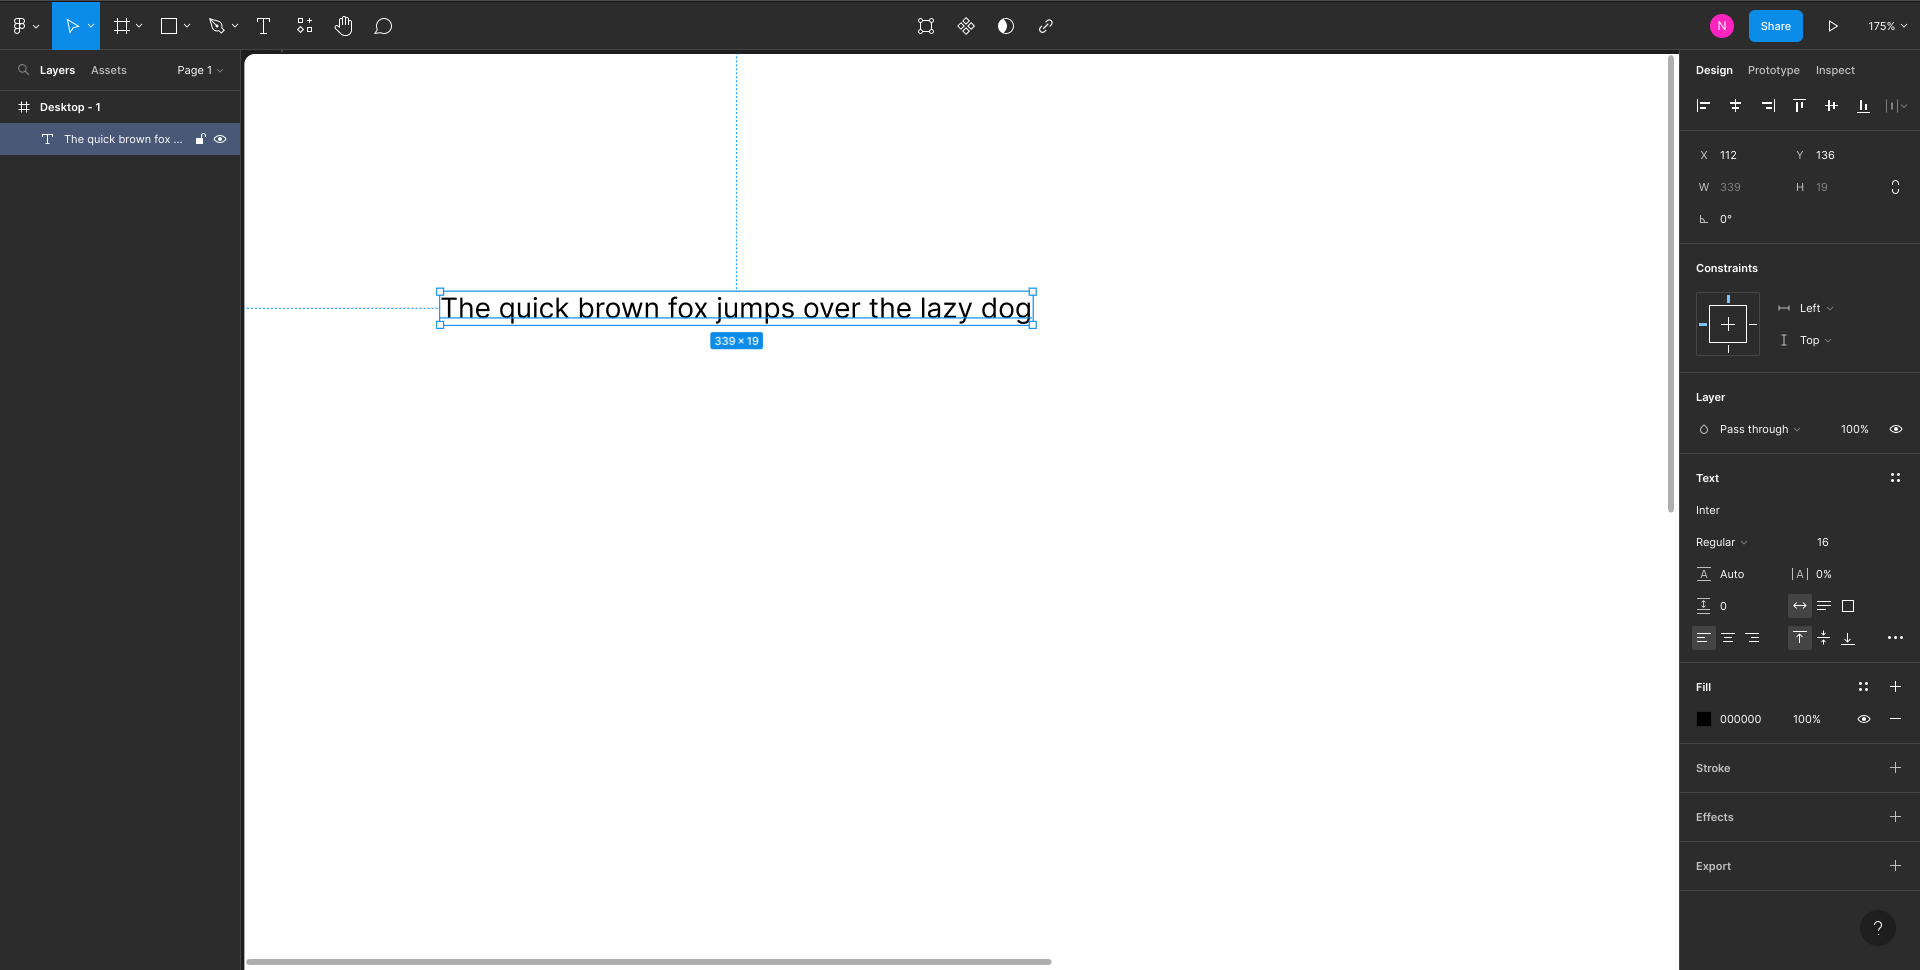 N
Share
175%
Layers
Assets
Page 1
Desktop - 1
The quick brown fox ...
The quick brown fox jumps over the lazy dog
339 × 19
Design
Prototype
Inspect
X 112
Y 136
W 339
H 19
0°
Constraints
Left
Top
Layer
Pass through
100%
Text
Inter
Regular
16
A Auto
|A| 0%
0
Fill
000000
100%
Stroke
Effects
Export
?